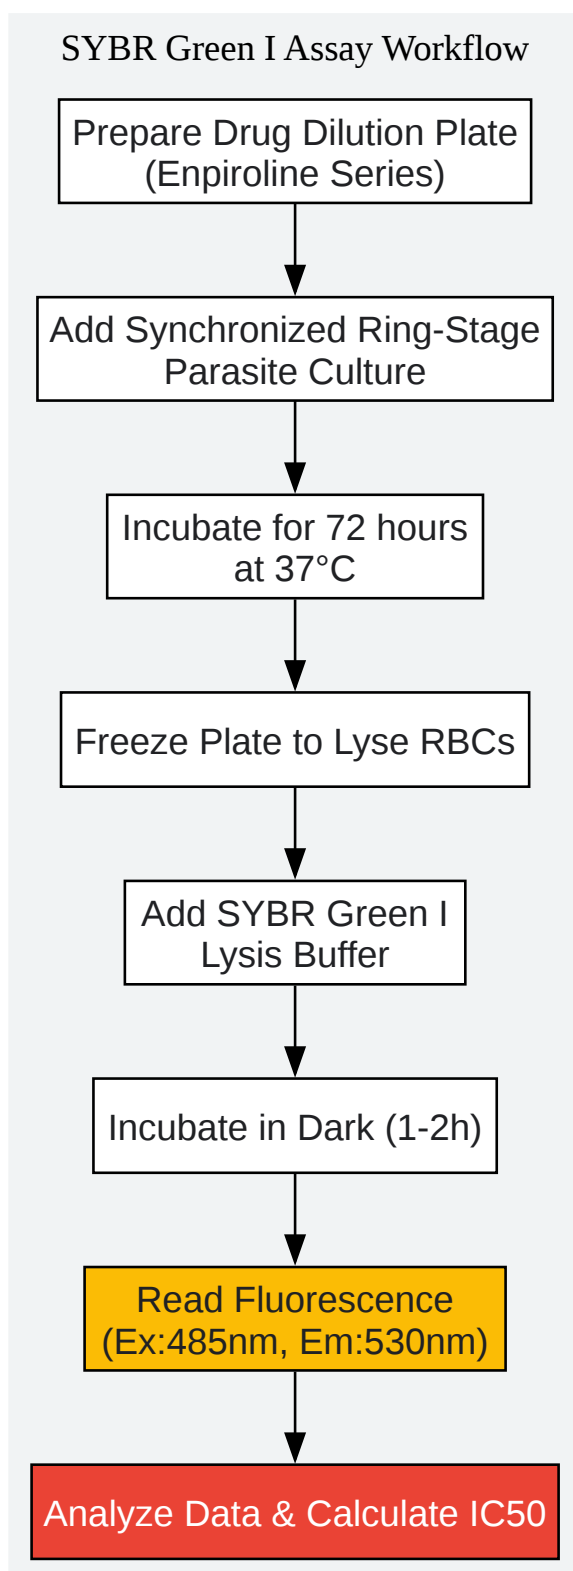 SYBR Green I Assay Workflow
Prepare Drug Dilution Plate
(Enpiroline Series)
Add Synchronized Ring-Stage
Parasite Culture
Incubate for 72 hours
at 37°C
Freeze Plate to Lyse RBCs
Add SYBR Green I
Lysis Buffer
Incubate in Dark (1-2h)
Read Fluorescence
(Ex:485nm, Em:530nm)
Analyze Data & Calculate IC50